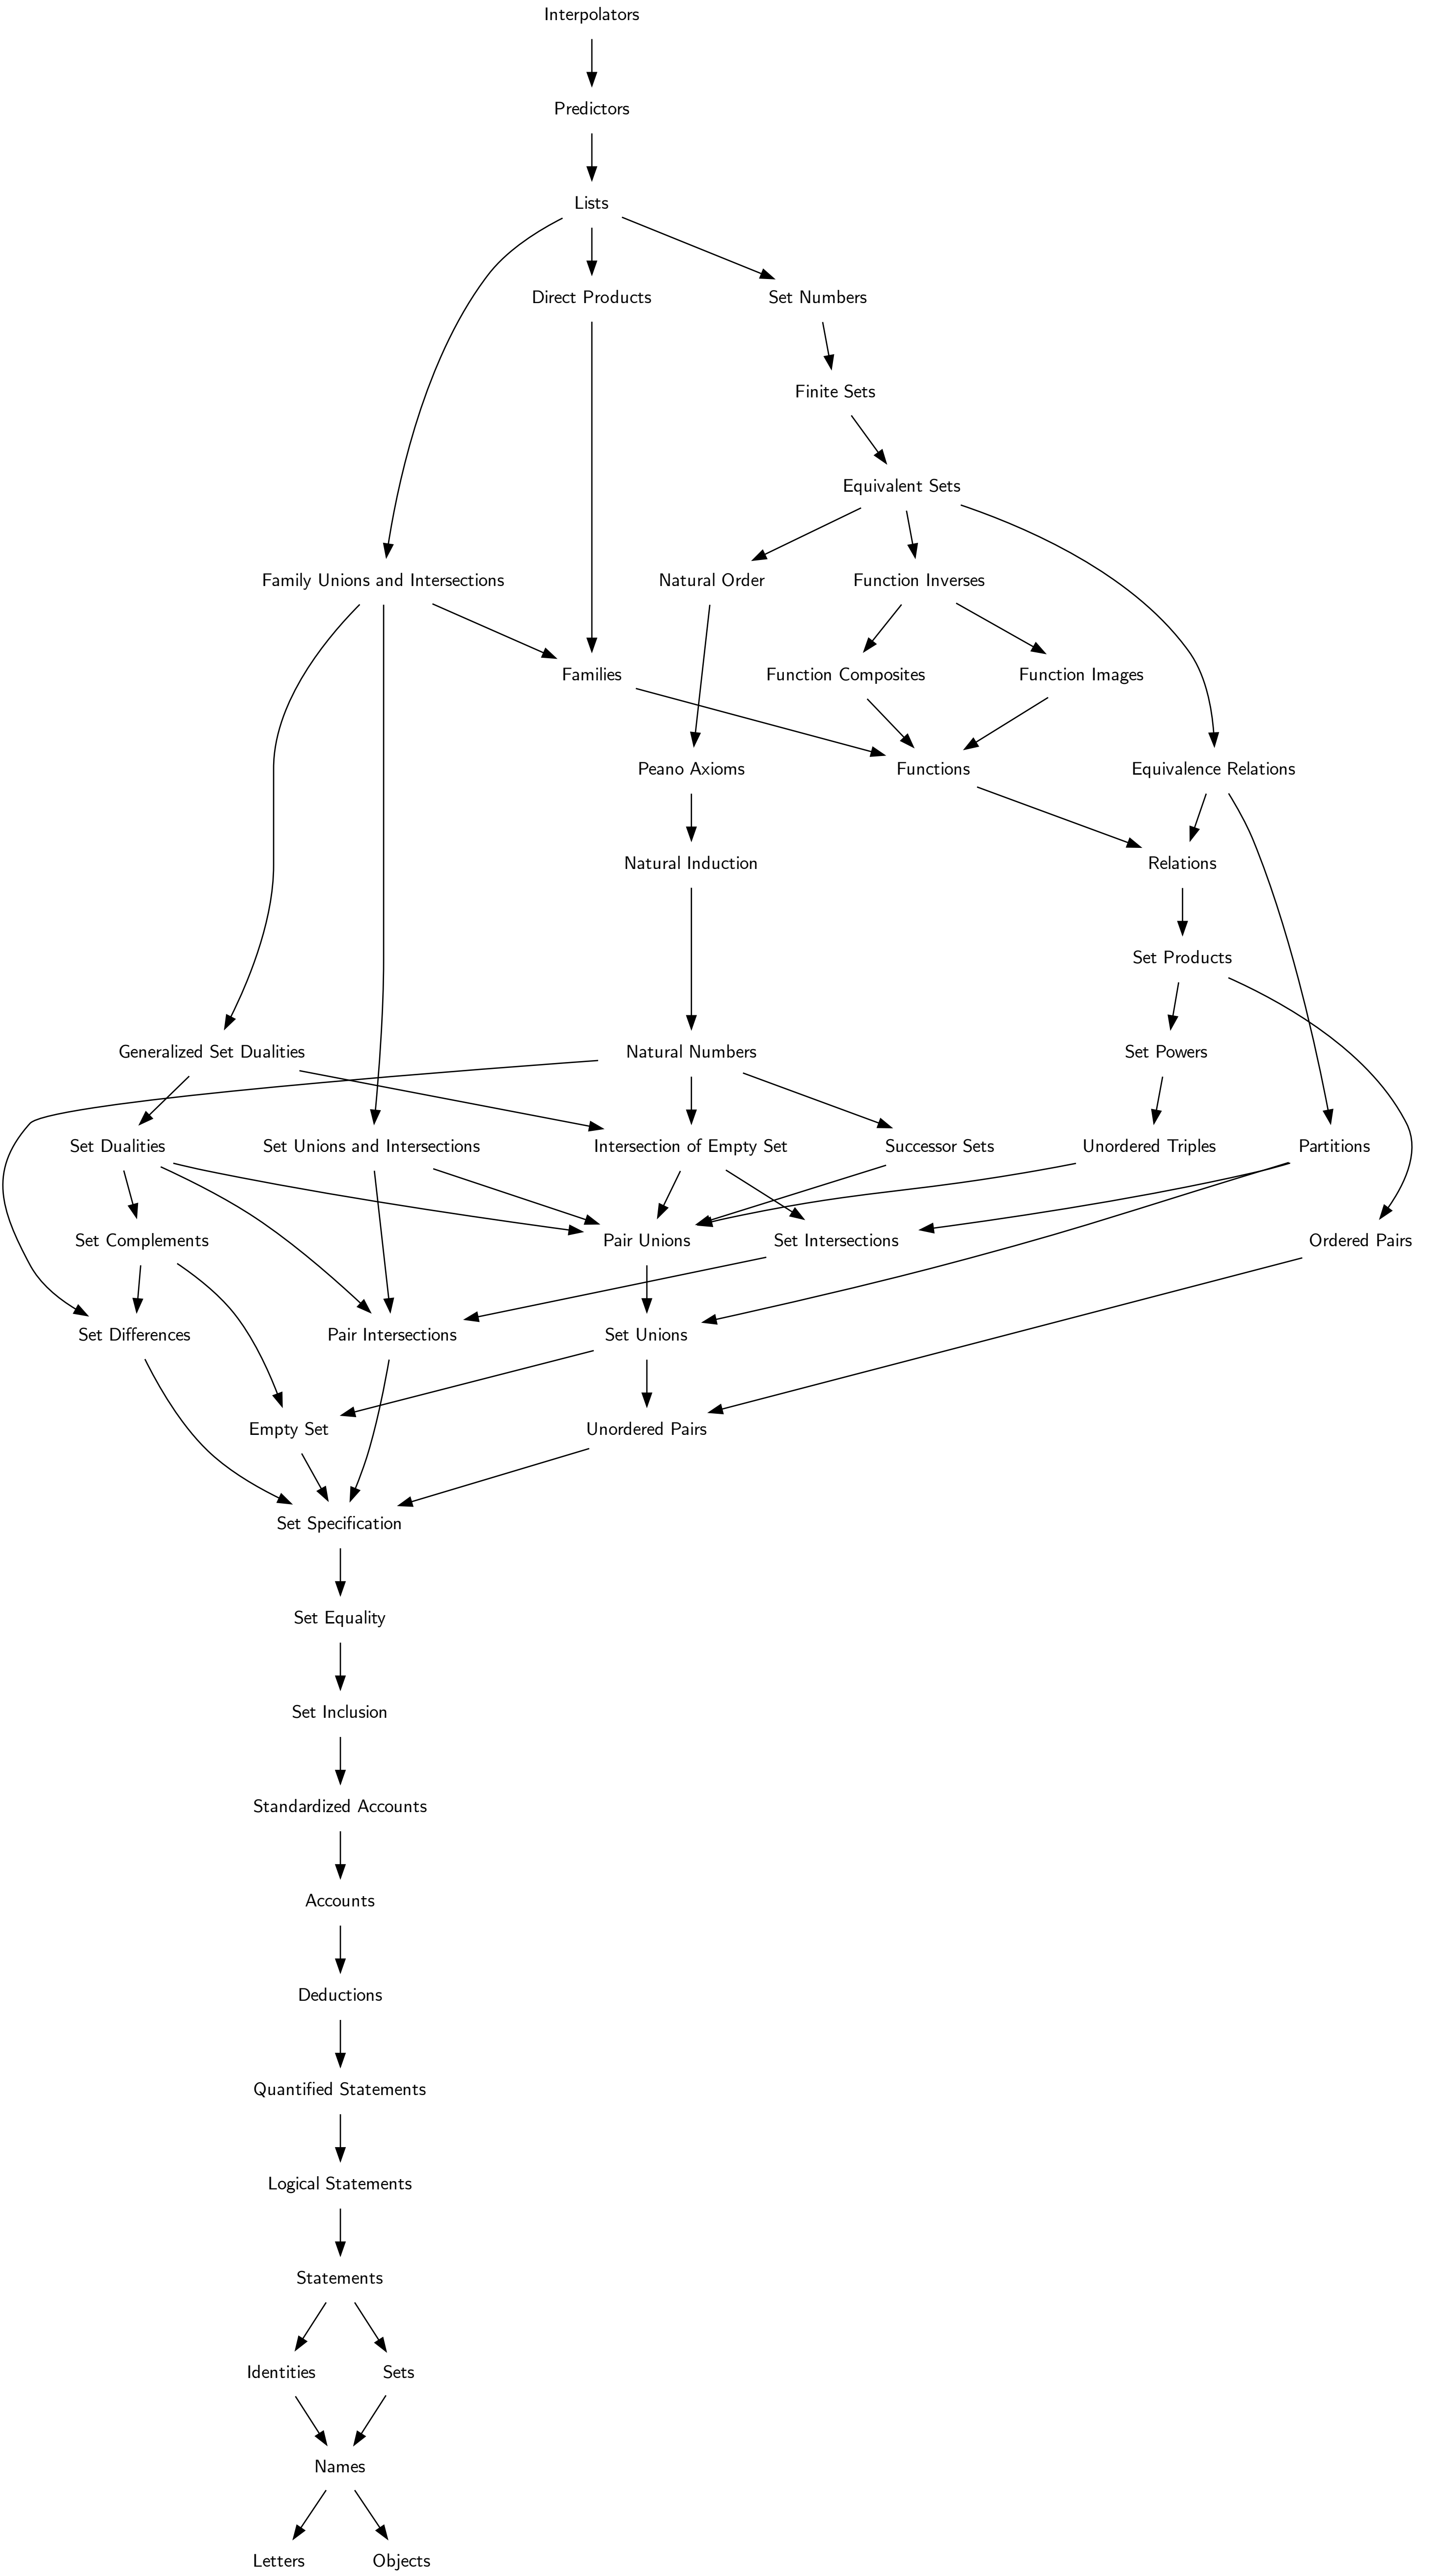 Interpolators
Predictors
Lists
Direct Products
Set Numbers
Finite Sets
Equivalent Sets
Family Unions and Intersections
Natural Order
Function Inverses
Families
Function Composites
Function Images
Peano Axioms
Functions
Equivalence Relations
Natural Induction
Relations
Set Products
Generalized Set Dualities
Natural Numbers
Set Powers
Set Dualities
Set Unions and Intersections
Intersection of Empty Set
Successor Sets
Unordered Triples
Partitions
Set Complements
Pair Unions
Set Intersections
Ordered Pairs
Set Differences
Pair Intersections
Set Unions
Empty Set
Unordered Pairs
Set Specification
Set Equality
Set Inclusion
Standardized Accounts
Accounts
Deductions
Quantified Statements
Logical Statements
Statements
Identities
Sets
Names
Letters
Objects